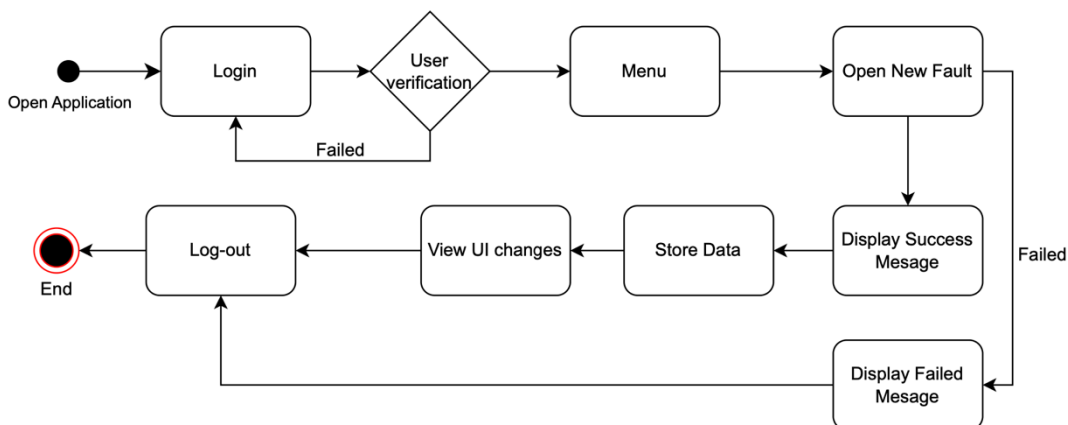 Open Application
Login
User
verification
Failed
Menu
Open New Fault
Failed
Display Success
Mesage
Store Data
View UI changes
Log-out
End
Display Failed
Mesage